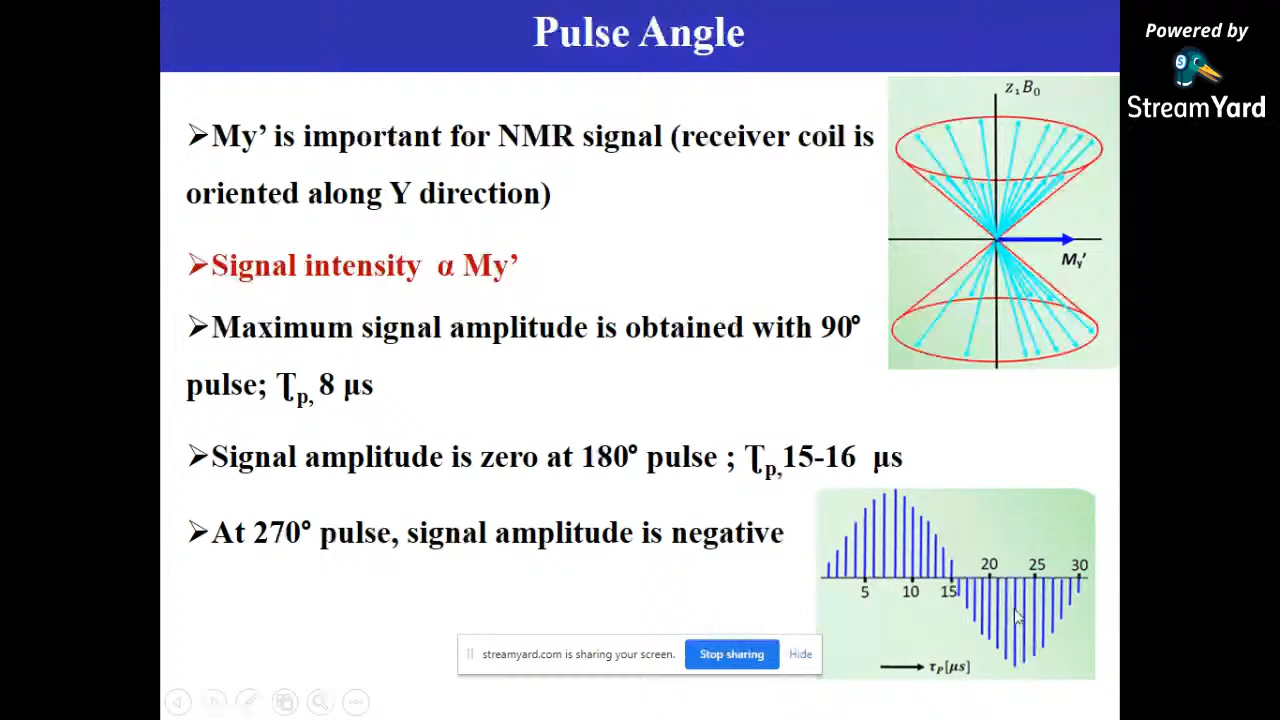 Pulse Angle
Powered by
StreamYard
➢My’ is important for NMR signal (receiver coil is
oriented along Y direction)
➢Signal intensity α My’
➢Maximum signal amplitude is obtained with 90°
pulse; Ʈp, 8 μs
➢Signal amplitude is zero at 180° pulse ; Ʈp,15-16 μs
➢At 270° pulse, signal amplitude is negative
z, B0
My'
20 25 30
5 10 15
τP[μs]
streamyard.com is sharing your screen. Stop sharing Hide